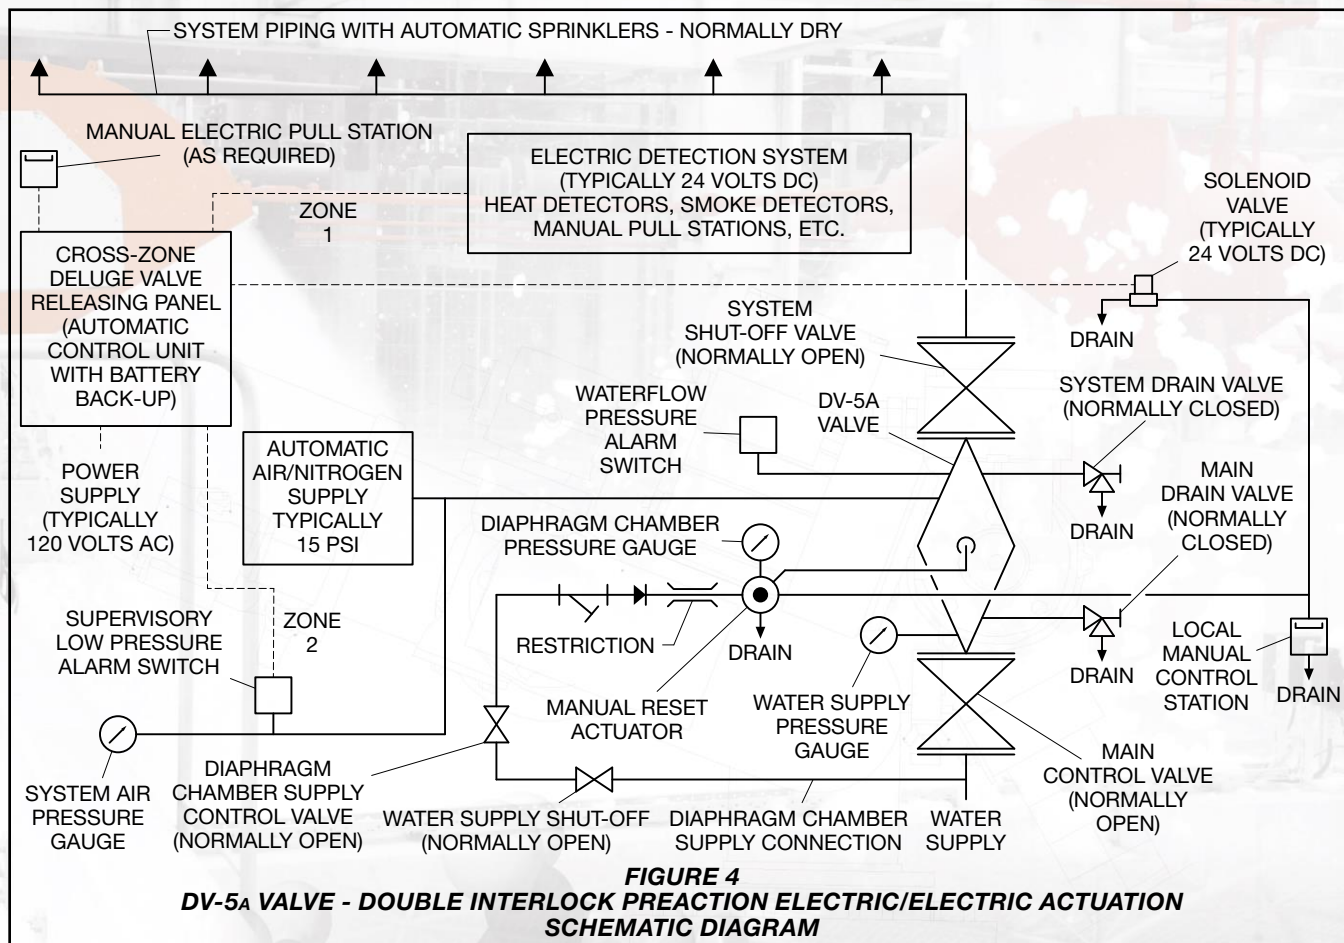 SYSTEM PIPING WITH AUTOMATIC SPRINKLERS - NORMALLY DRY
MANUAL ELECTRIC PULL STATION
(AS REQUIRED)
ELECTRIC DETECTION SYSTEM
(TYPICALLY 24 VOLTS DC)
HEAT DETECTORS, SMOKE DETECTORS,
MANUAL PULL STATIONS, ETC.
ZONE
1
SOLENOID
VALVE
(TYPICALLY
24 VOLTS DC)
CROSS-ZONE
DELUGE VALVE
RELEASING PANEL
(AUTOMATIC
CONTROL UNIT
WITH BATTERY
BACK-UP)
SYSTEM
SHUT-OFF VALVE
(NORMALLY OPEN)
DRAIN
WATERFLOW
PRESSURE
ALARM
SWITCH
DV-5A
VALVE
SYSTEM DRAIN VALVE
(NORMALLY CLOSED)
DRAIN
POWER
SUPPLY
(TYPICALLY
120 VOLTS AC)
AUTOMATIC
AIR/NITROGEN
SUPPLY
TYPICALLY
15 PSI
DIAPHRAGM CHAMBER
PRESSURE GAUGE
MAIN
DRAIN VALVE
(NORMALLY
CLOSED)
SUPERVISORY
LOW PRESSURE
ALARM SWITCH
ZONE
2
RESTRICTION
DRAIN
DRAIN
LOCAL
MANUAL
CONTROL
STATION
DRAIN
MANUAL RESET
ACTUATOR
WATER SUPPLY
PRESSURE
GAUGE
MAIN
CONTROL VALVE
(NORMALLY
OPEN)
SYSTEM AIR
PRESSURE
GAUGE
DIAPHRAGM
CHAMBER SUPPLY
CONTROL VALVE
(NORMALLY OPEN)
WATER SUPPLY SHUT-OFF
(NORMALLY OPEN)
DIAPHRAGM CHAMBER
SUPPLY CONNECTION
WATER
SUPPLY
FIGURE 4
DV-5A VALVE - DOUBLE INTERLOCK PREACTION ELECTRIC/ELECTRIC ACTUATION
SCHEMATIC DIAGRAM